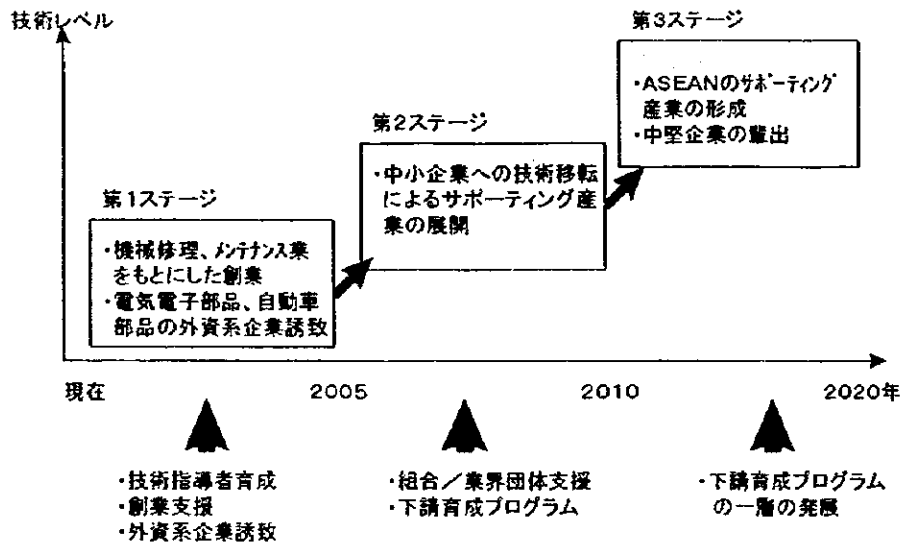 技術レベル
第3ステージ
・ASEANのサポーティング
産業の形成
・中堅企業の輩出
第2ステージ
・中小企業への技術移転
によるサポーティング産
業の展開
第1ステージ
・機械修理、メンテナンス業
をもとにした創業
・電気電子部品、自動車
部品の外資系企業誘致
現在
2005
2010
2020年
・技術指導者育成
・創業支援
・外資系企業誘致
・組合／業界団体支援
・下請育成プログラム
・下請育成プログラム
の一層の発展